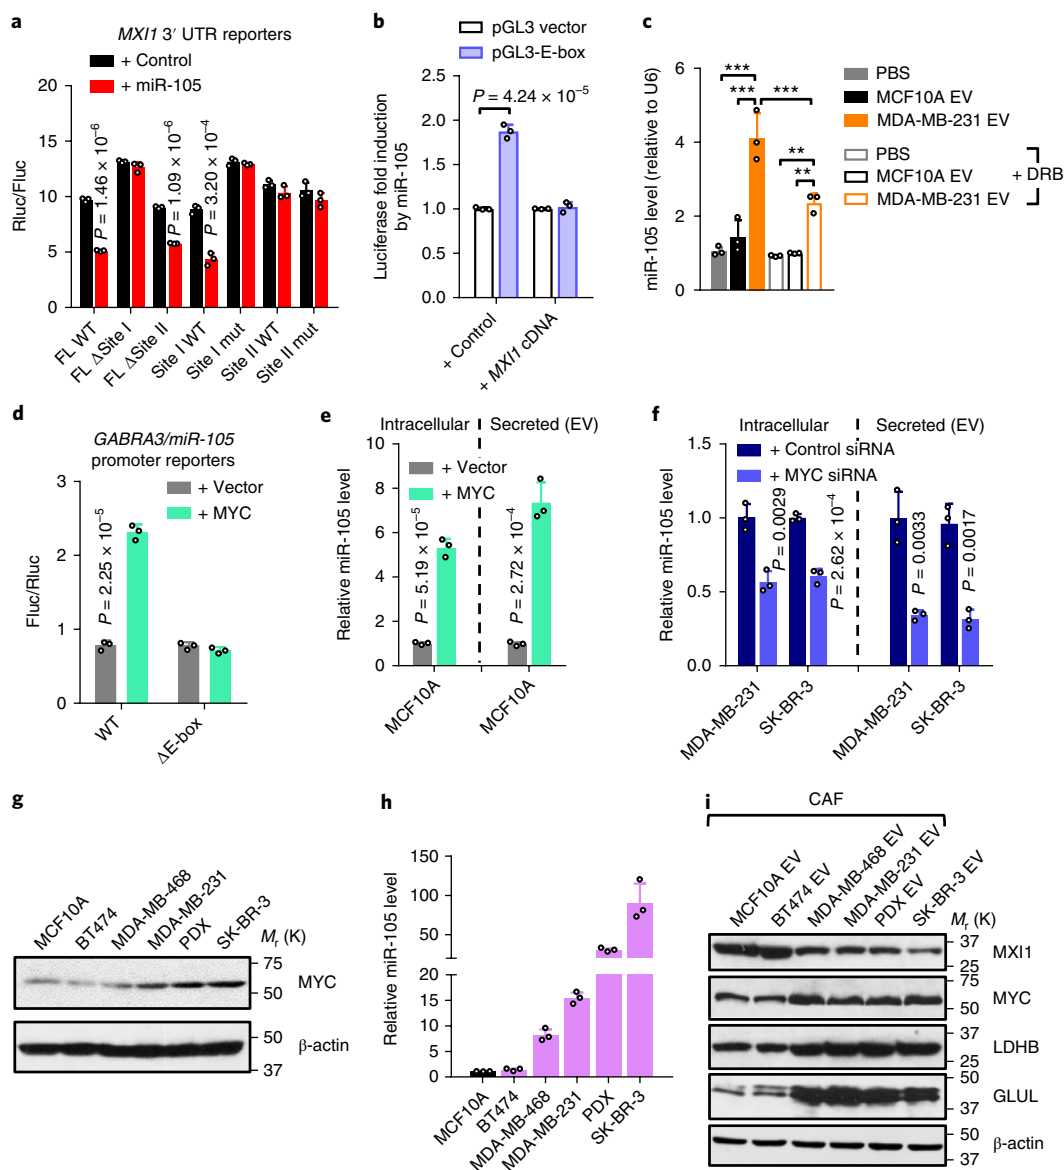 a
MXI1 3′ UTR reporters
+ Control
+ miR-105
Rluc/Fluc
20
15
10
5
0
P = 1.46 × 10⁻⁶
P = 1.09 × 10⁻⁶
P = 3.20 × 10⁻⁴
FL WT
FL ΔSite I
FL ΔSite II
Site I WT
Site I mut
Site II WT
Site II mut
b
pGL3 vector
pGL3-E-box
Luciferase fold induction
by miR-105
2.5
2.0
1.5
1.0
0.5
0.0
P = 4.24 × 10⁻⁵
+ Control
+ MXI1 cDNA
c
PBS
MCF10A EV
MDA-MB-231 EV
PBS
MCF10A EV
MDA-MB-231 EV
+ DRB
miR-105 level (relative to U6)
6
4
2
0
***
***
***
**
**
d
GABRA3/miR-105
promoter reporters
+ Vector
+ MYC
Fluc/Rluc
3
2
1
0
P = 2.25 × 10⁻⁵
WT
ΔE-box
e
Intracellular
Secreted (EV)
+ Vector
+ MYC
Relative miR-105 level
10
8
6
4
2
0
P = 5.19 × 10⁻⁵
P = 2.72 × 10⁻⁴
MCF10A
MCF10A
f
Intracellular
Secreted (EV)
+ Control siRNA
+ MYC siRNA
Relative miR-105 level
1.5
1.0
0.5
0.0
P = 0.0029
P = 2.62 × 10⁻⁴
P = 0.0033
P = 0.0017
MDA-MB-231
SK-BR-3
MDA-MB-231
SK-BR-3
g
MCF10A
BT474
MDA-MB-468
MDA-MB-231
PDX
SK-BR-3
Mr (K)
75
MYC
50
50
β-actin
37
h
Relative miR-105 level
150
125
100
75
50
25
20
15
10
5
0
MCF10A
BT474
MDA-MB-468
MDA-MB-231
PDX
SK-BR-3
i
CAF
MCF10A EV
BT474 EV
MDA-MB-468 EV
MDA-MB-231 EV
PDX EV
SK-BR-3 EV
Mr (K)
37
MXI1
25
75
MYC
50
37
LDHB
25
50
GLUL
37
50
β-actin
37